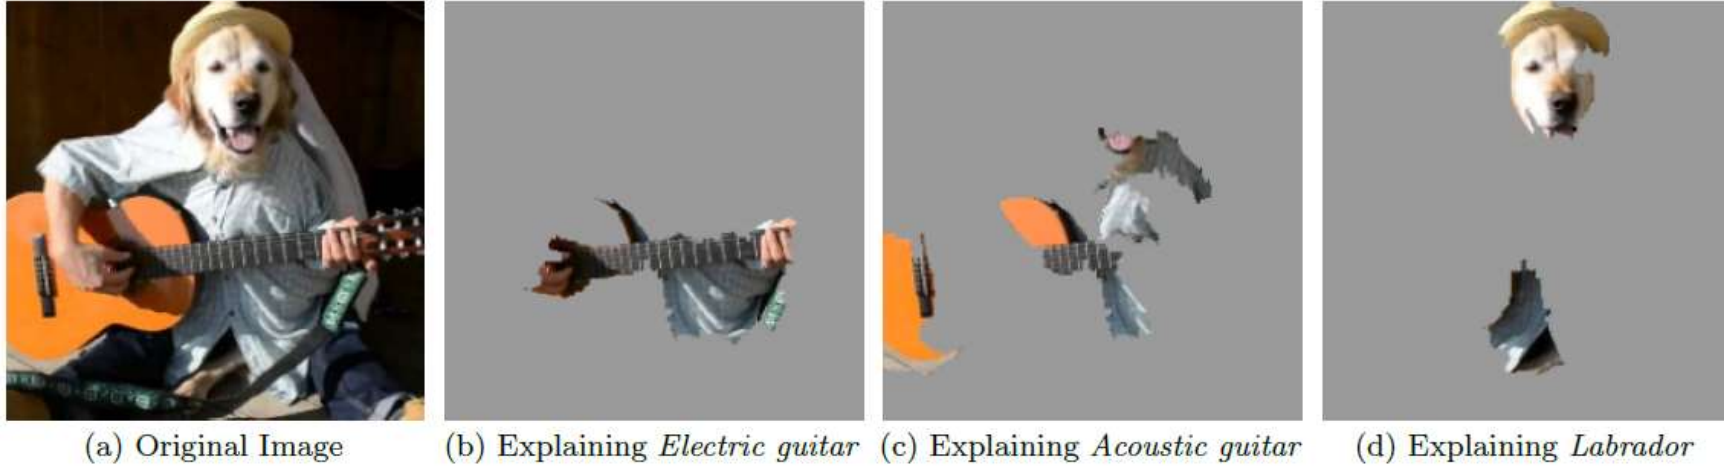 (a) Original Image
(b) Explaining Electric guitar
(c) Explaining Acoustic guitar
(d) Explaining Labrador